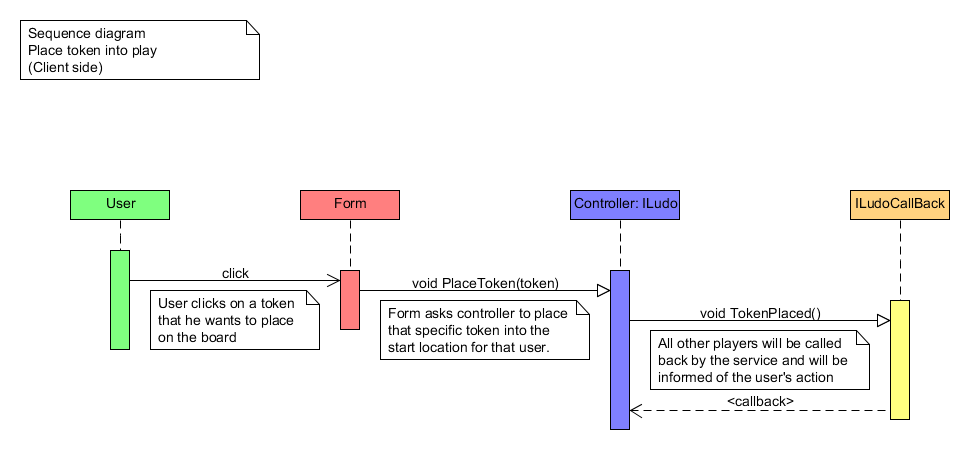 Sequence diagram
Place token into play
(Client side)
User
Form
Controller: ILudo
ILudoCallBack
click
void PlaceToken(token)
User clicks on a token
that he wants to place
on the board
Form asks controller to place
that specific token into the
start location for that user.
void TokenPlaced()
All other players will be called
back by the service and will be
informed of the user's action
<callback>